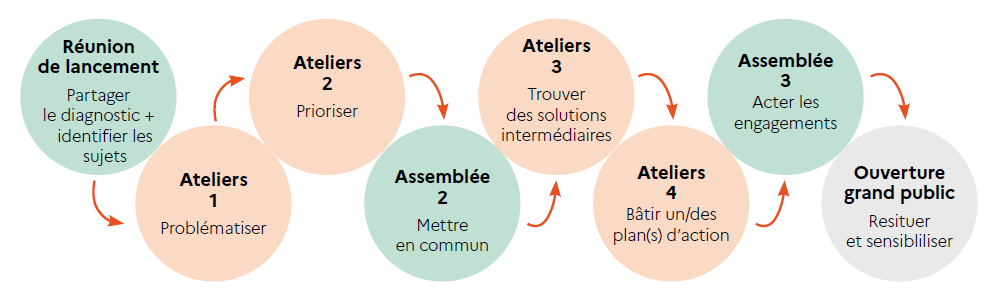 Réunion
de lancement
Partager
le diagnostic +
identifier les
sujets
Ateliers
1
Problématiser
Ateliers
2
Prioriser
Assemblée
2
Mettre
en commun
Ateliers
3
Trouver
des solutions
intermédiaires
Ateliers
4
Bâtir un/des
plan(s) d’action
Assemblée
3
Acter les
engagements
Ouverture
grand public
Resituer
et sensibliliser